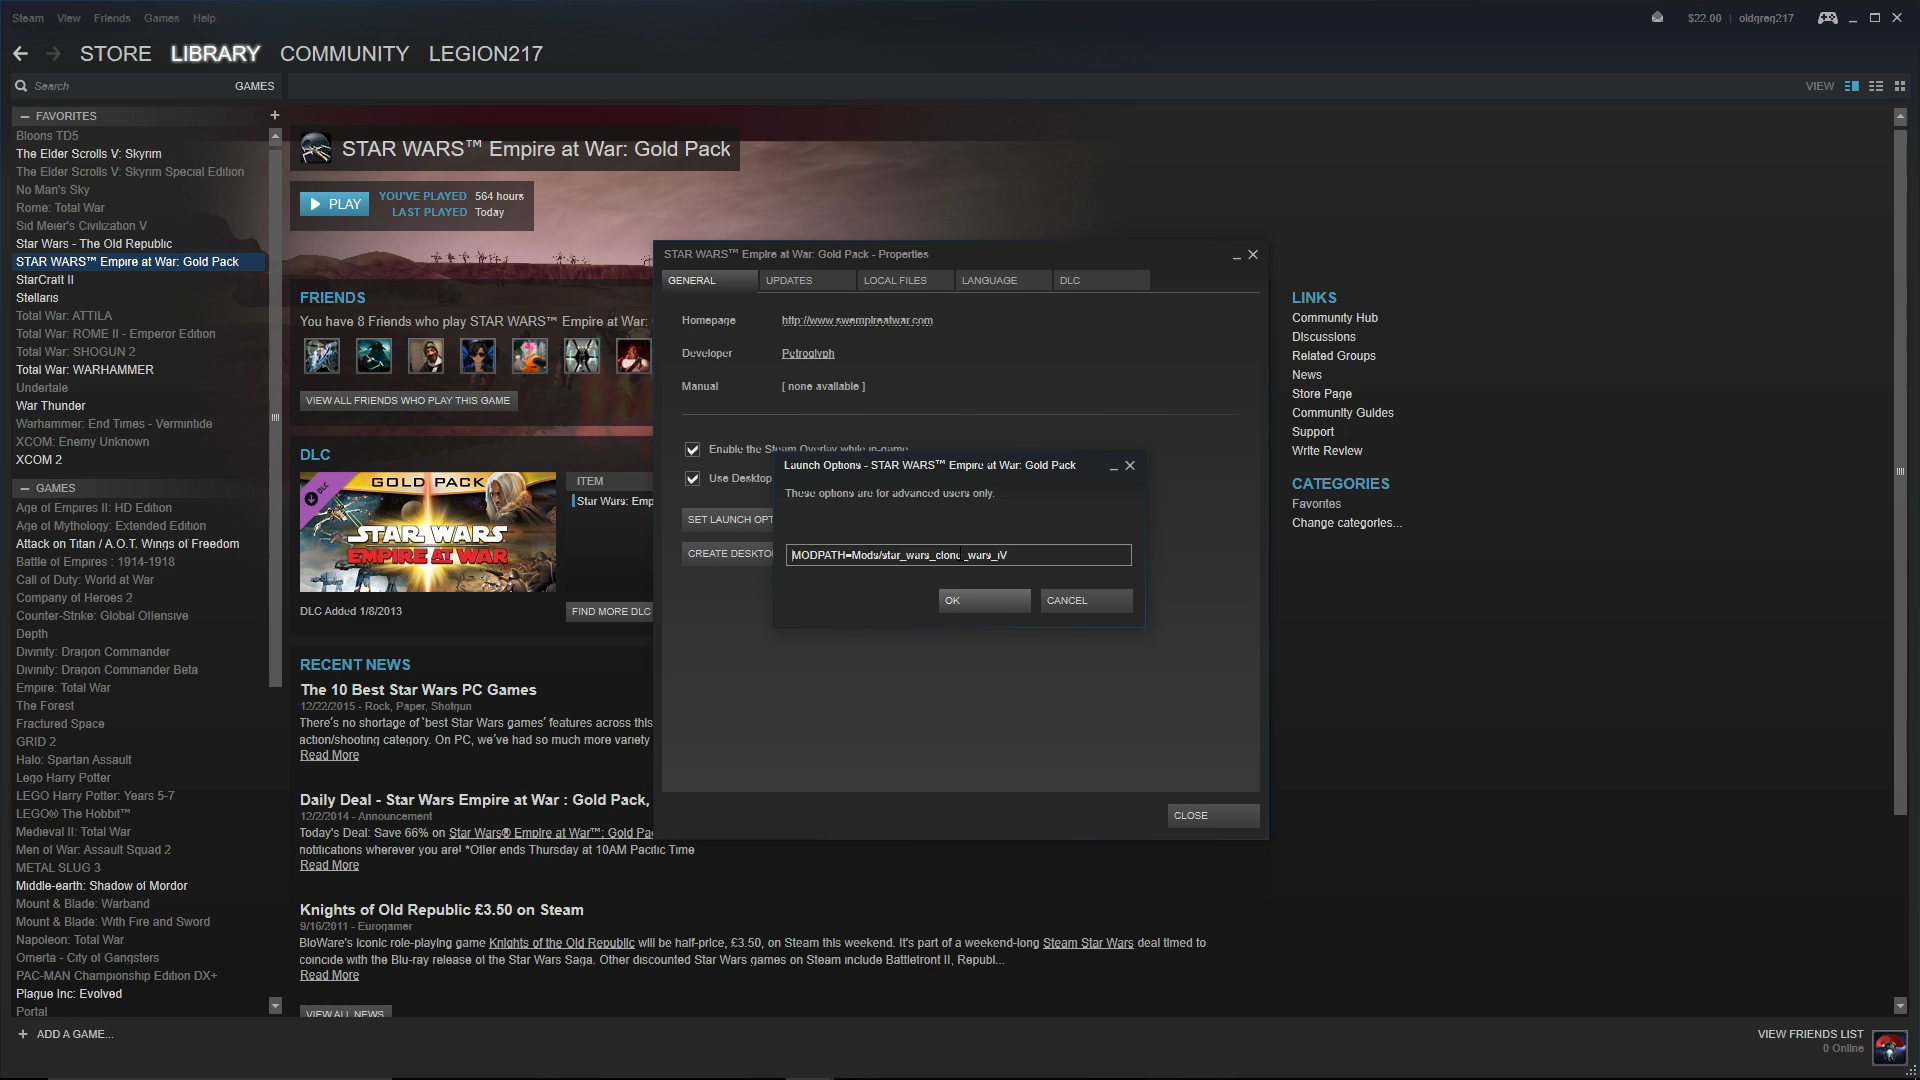 Steam View Friends Games Help
$22.00 | oldgreg217
STORE LIBRARY COMMUNITY LEGION217
Search GAMES
VIEW
— FAVORITES +
Bloons TD5
The Elder Scrolls V: Skyrim
The Elder Scrolls V: Skyrim Special Edition
No Man's Sky
Rome: Total War
Sid Meier's Civilization V
Star Wars - The Old Republic
STAR WARS™ Empire at War: Gold Pack
StarCraft II
Stellaris
Total War: ATTILA
Total War: ROME II - Emperor Edition
Total War: SHOGUN 2
Total War: WARHAMMER
Undertale
War Thunder
Warhammer: End Times - Vermintide
XCOM: Enemy Unknown
XCOM 2
— GAMES
Age of Empires II: HD Edition
Age of Mythology: Extended Edition
Attack on Titan / A.O.T. Wings of Freedom
Battle of Empires : 1914-1918
Call of Duty: World at War
Company of Heroes 2
Counter-Strike: Global Offensive
Depth
Divinity: Dragon Commander
Divinity: Dragon Commander Beta
Empire: Total War
The Forest
Fractured Space
GRID 2
Halo: Spartan Assault
Lego Harry Potter
LEGO Harry Potter: Years 5-7
LEGO® The Hobbit™
Medieval II: Total War
Men of War: Assault Squad 2
METAL SLUG 3
Middle-earth: Shadow of Mordor
Mount & Blade: Warband
Mount & Blade: With Fire and Sword
Napoleon: Total War
Omerta - City of Gangsters
PAC-MAN Championship Edition DX+
Plague Inc: Evolved
Portal
+ ADD A GAME...
STAR WARS™ Empire at War: Gold Pack
PLAY
YOU'VE PLAYED 564 hours
LAST PLAYED Today
FRIENDS
You have 8 Friends who play STAR WARS™ Empire at War:
VIEW ALL FRIENDS WHO PLAY THIS GAME
DLC
DLC
GOLD PACK
STAR WARS
EMPIRE AT WAR
ITEM
Star Wars: Emp
DLC Added 1/8/2013
FIND MORE DLC
RECENT NEWS
The 10 Best Star Wars PC Games
12/22/2015 - Rock, Paper, Shotgun
There's no shortage of 'best Star Wars games' features across this
action/shooting category. On PC, we've had so much more variety
Read More
Daily Deal - Star Wars Empire at War : Gold Pack,
12/2/2014 - Announcement
Today's Deal: Save 66% on Star Wars® Empire at War™: Gold Pa
notifications wherever you are! *Offer ends Thursday at 10AM Pacific Time
Read More
Knights of Old Republic £3.50 on Steam
9/16/2011 - Eurogamer
BioWare's iconic role-playing game Knights of the Old Republic will be half-price, £3.50, on Steam this weekend. It's part of a weekend-long Steam Star Wars deal timed to
coincide with the Blu-ray release of the Star Wars Saga. Other discounted Star Wars games on Steam include Battlefront II, Republ...
Read More
VIEW ALL NEWS
STAR WARS™ Empire at War: Gold Pack - Properties
GENERAL UPDATES LOCAL FILES LANGUAGE DLC
Homepage http://www.swempireatwar.com
Developer Petroglyph
Manual [ none available ]
Enable the Steam Overlay while in-game
Use Desktop
SET LAUNCH OPT
CREATE DESKTO
CLOSE
Launch Options - STAR WARS™ Empire at War: Gold Pack
These options are for advanced users only.
MODPATH=Mods/star_wars_clone_wars_iV
OK CANCEL
LINKS
Community Hub
Discussions
Related Groups
News
Store Page
Community Guides
Support
Write Review
CATEGORIES
Favorites
Change categories...
VIEW FRIENDS LIST
0 Online